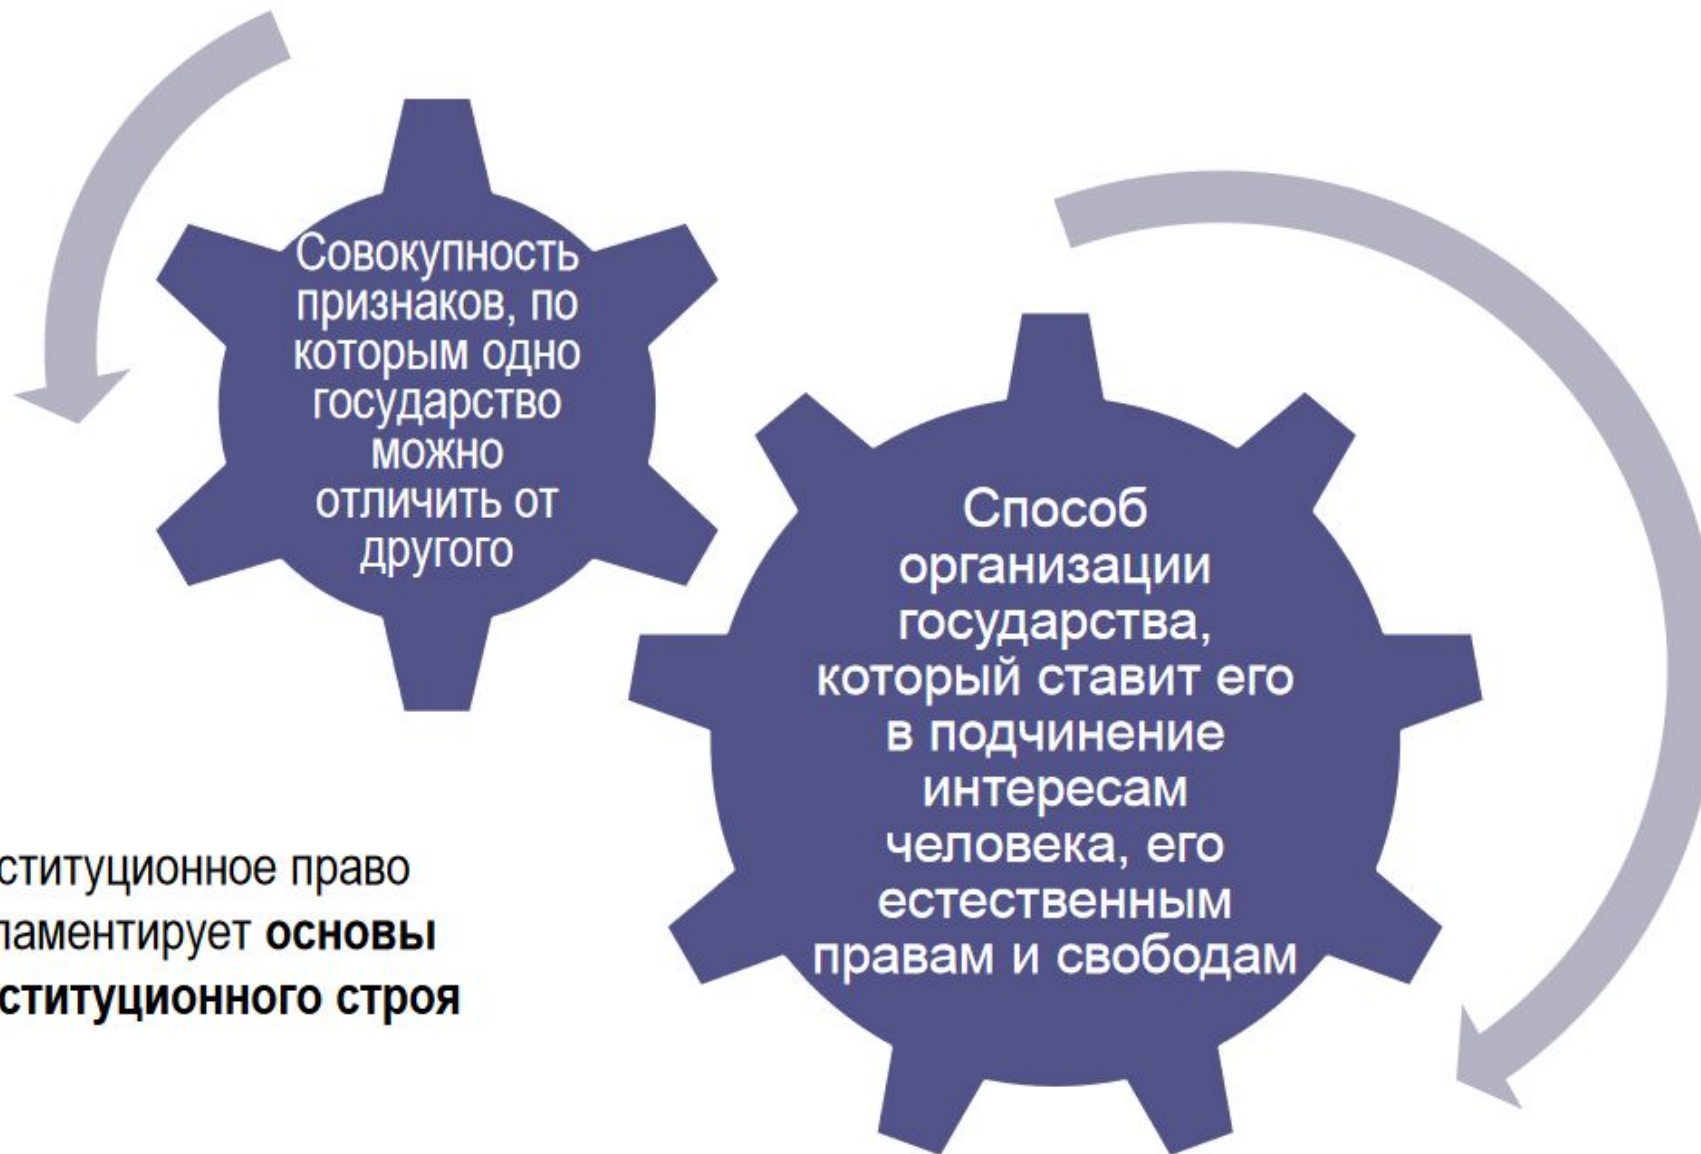 Совокупность
признаков, по
которым одно
государство
можно
отличить от
другого
Способ
организации
государства,
который ставит его
в подчинение
интересам
человека, его
естественным
правам и свободам
ституционное право
ламентирует основы
ституционного строя